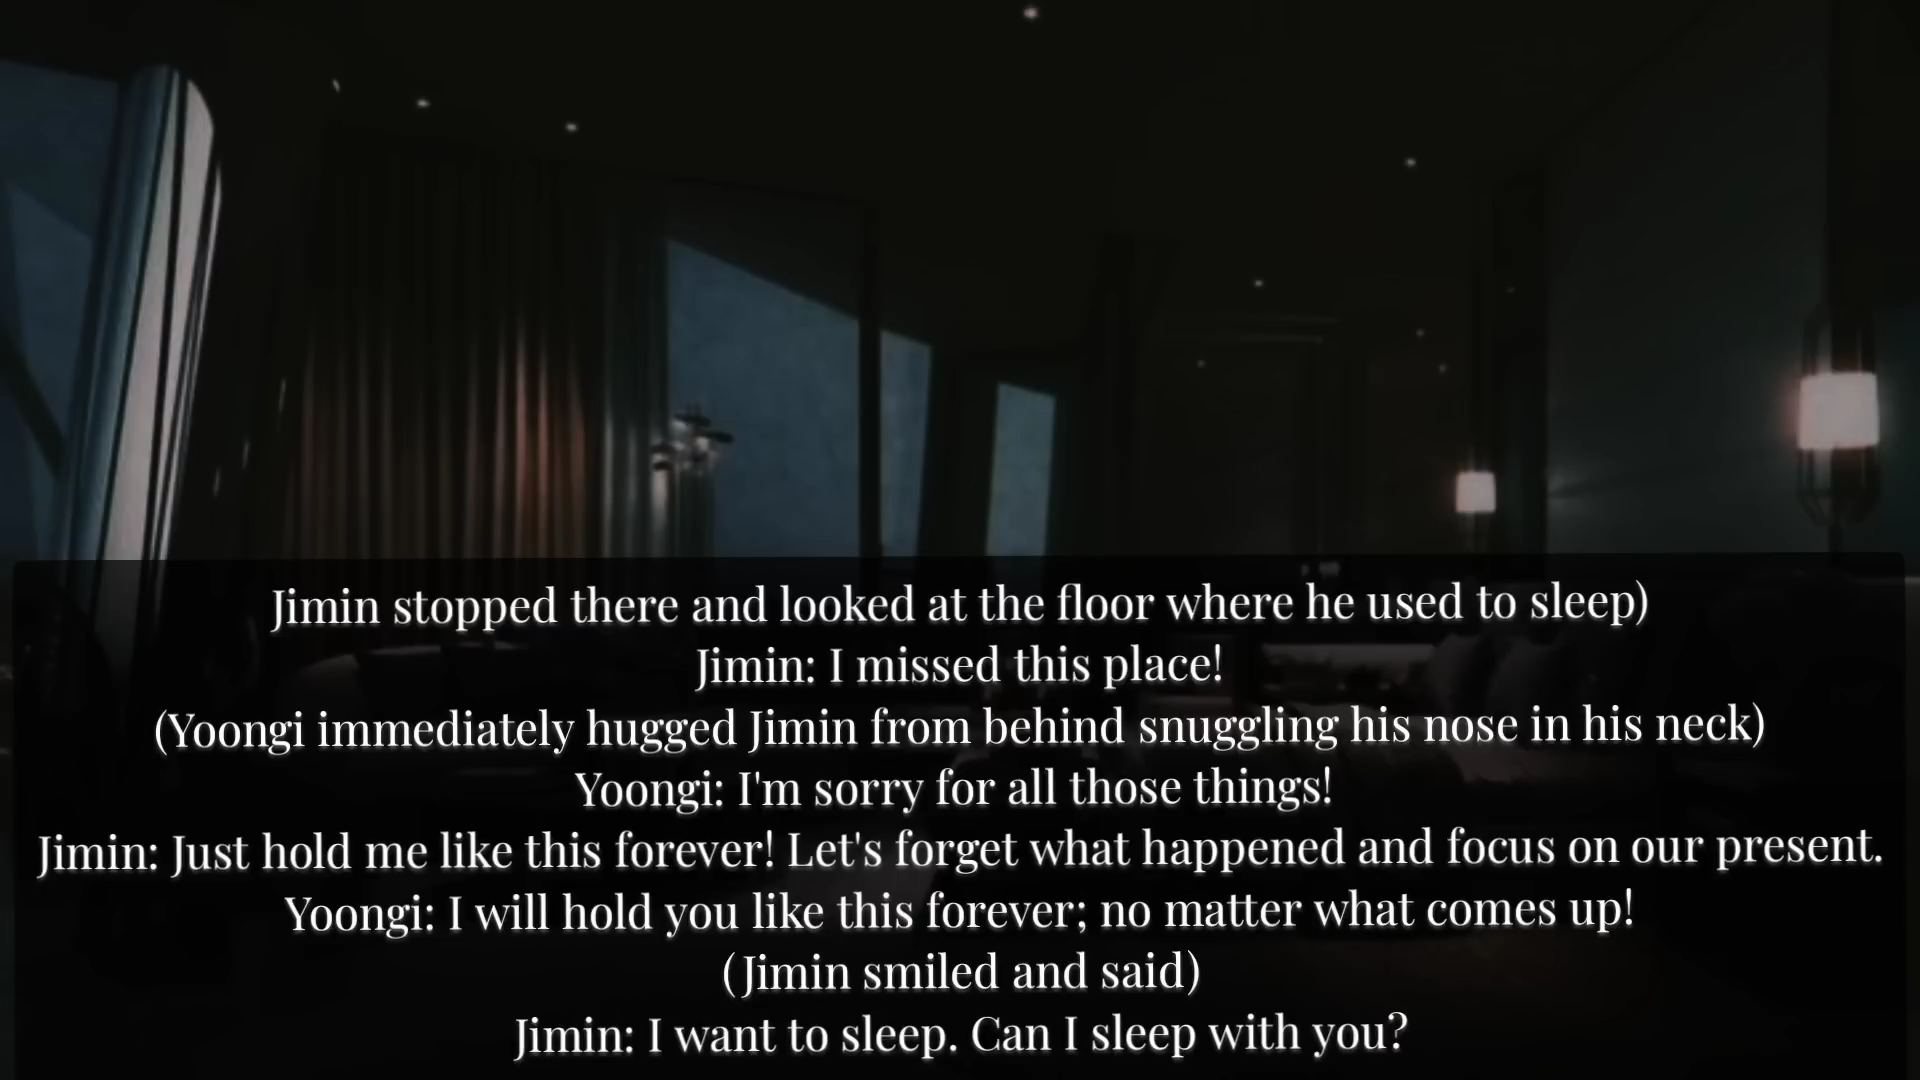 Jimin stopped there and looked at the floor where he used to sleep)
Jimin: I missed this place!
(Yoongi immediately hugged Jimin from behind snuggling his nose in his neck)
Yoongi: I'm sorry for all those things!
Jimin: Just hold me like this forever! Let's forget what happened and focus on our present.
Yoongi: I will hold you like this forever; no matter what comes up!
(Jimin smiled and said)
Jimin: I want to sleep. Can I sleep with you?